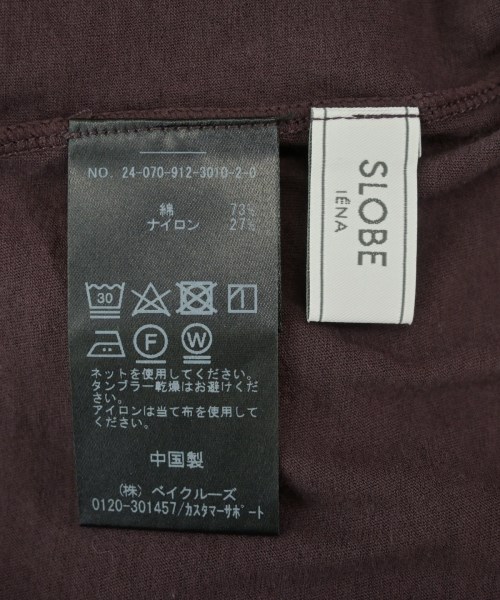 NO. 24-070-912-3010-2-0
綿 73%
ナイロン 27%
30
F W
ネットを使用してください。
タンブラー乾燥はお避けください。
アイロンは当て布を使用して
ください。
中国製
(株) ベイクルーズ
0120-301457/カスタマーサポート
SLOBE
IÉNA